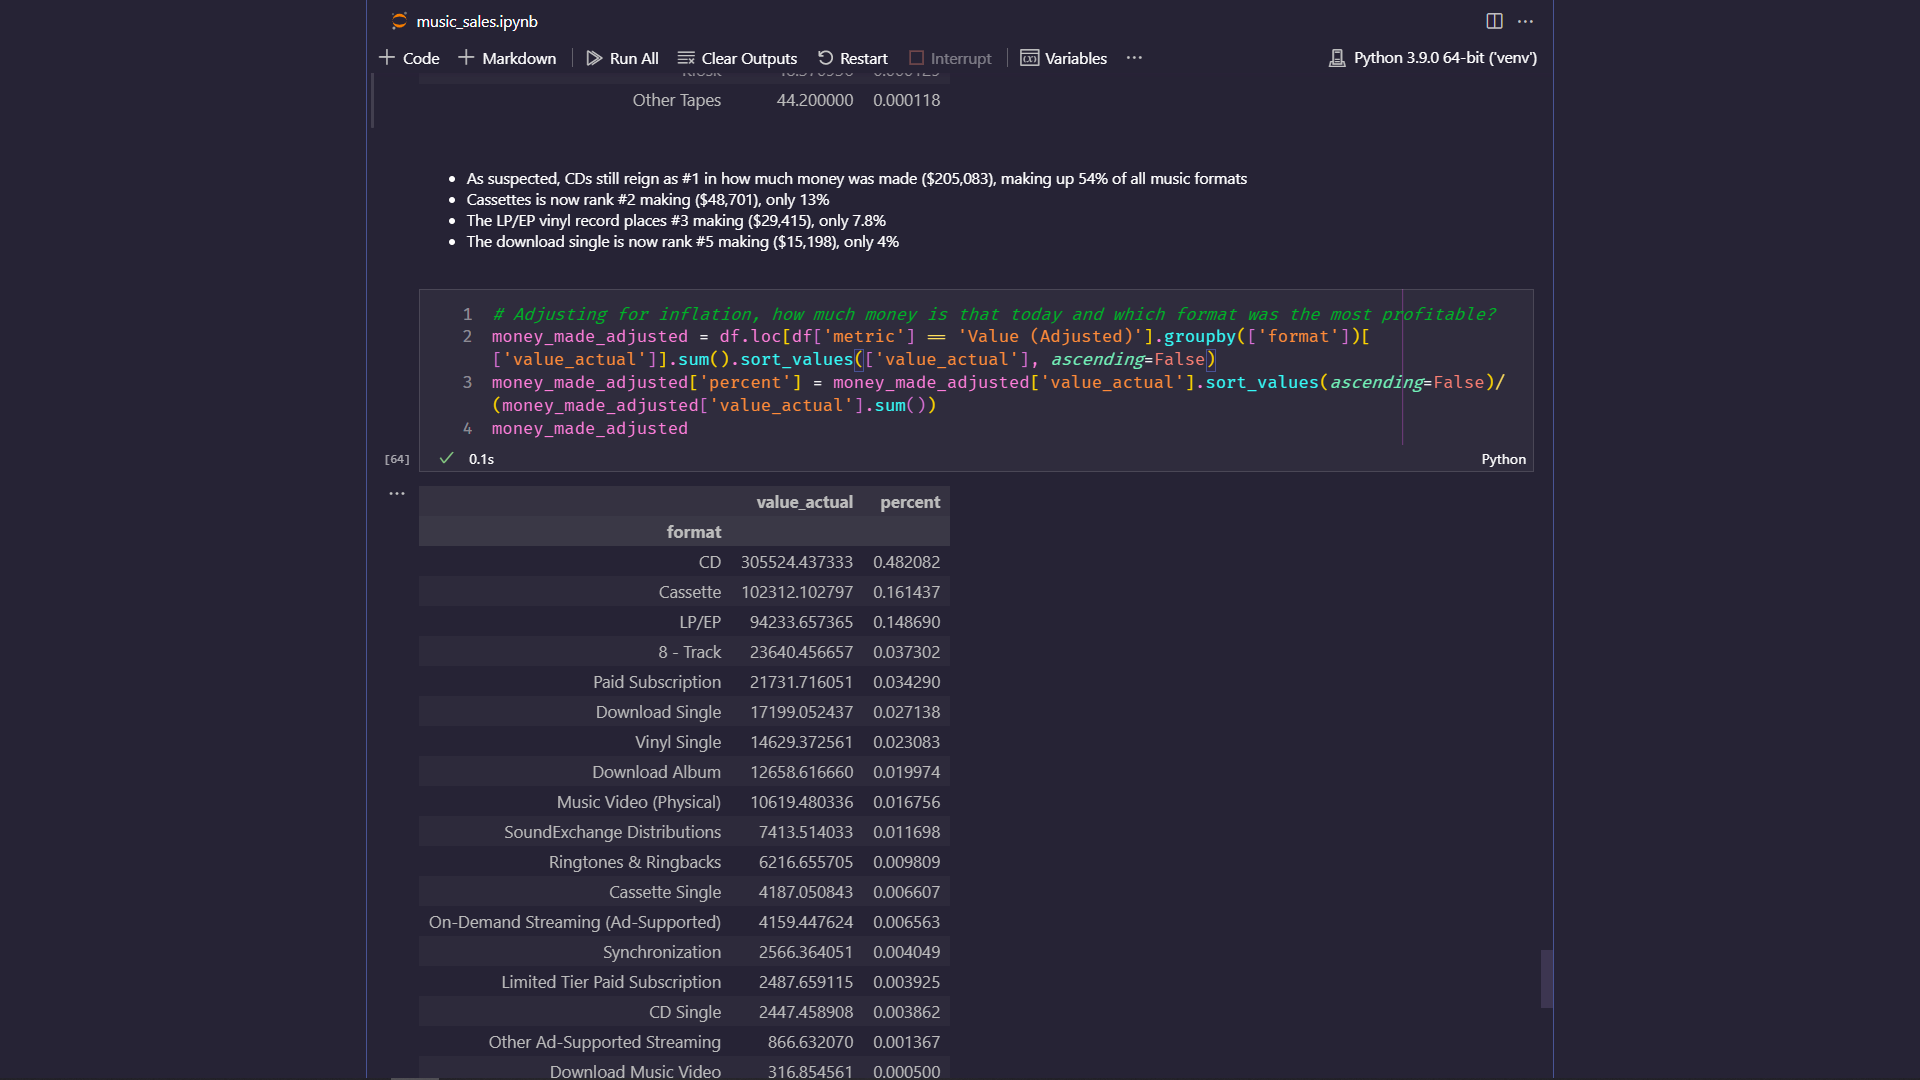 music_sales.ipynb
Code Markdown Run All Clear Outputs Restart Interrupt Variables ··· Python 3.9.0 64-bit ('venv')
Other Tapes 44.200000 0.000118
• As suspected, CDs still reign as #1 in how much money was made ($205,083), making up 54% of all music formats
• Cassettes is now rank #2 making ($48,701), only 13%
• The LP/EP vinyl record places #3 making ($29,415), only 7.8%
• The download single is now rank #5 making ($15,198), only 4%
1 # Adjusting for inflation, how much money is that today and which format was the most profitable?
2 money_made_adjusted = df.loc[df['metric'] == 'Value (Adjusted)'].groupby(['format'])[
['value_actual']].sum().sort_values(['value_actual'], ascending=False)
3 money_made_adjusted['percent'] = money_made_adjusted['value_actual'].sort_values(ascending=False)/
(money_made_adjusted['value_actual'].sum())
4 money_made_adjusted
[64] ✓ 0.1s Python
value_actual percent
format
CD 305524.437333 0.482082
Cassette 102312.102797 0.161437
LP/EP 94233.657365 0.148690
8 - Track 23640.456657 0.037302
Paid Subscription 21731.716051 0.034290
Download Single 17199.052437 0.027138
Vinyl Single 14629.372561 0.023083
Download Album 12658.616660 0.019974
Music Video (Physical) 10619.480336 0.016756
SoundExchange Distributions 7413.514033 0.011698
Ringtones & Ringbacks 6216.655705 0.009809
Cassette Single 4187.050843 0.006607
On-Demand Streaming (Ad-Supported) 4159.447624 0.006563
Synchronization 2566.364051 0.004049
Limited Tier Paid Subscription 2487.659115 0.003925
CD Single 2447.458908 0.003862
Other Ad-Supported Streaming 866.632070 0.001367
Download Music Video 316.854561 0.000500